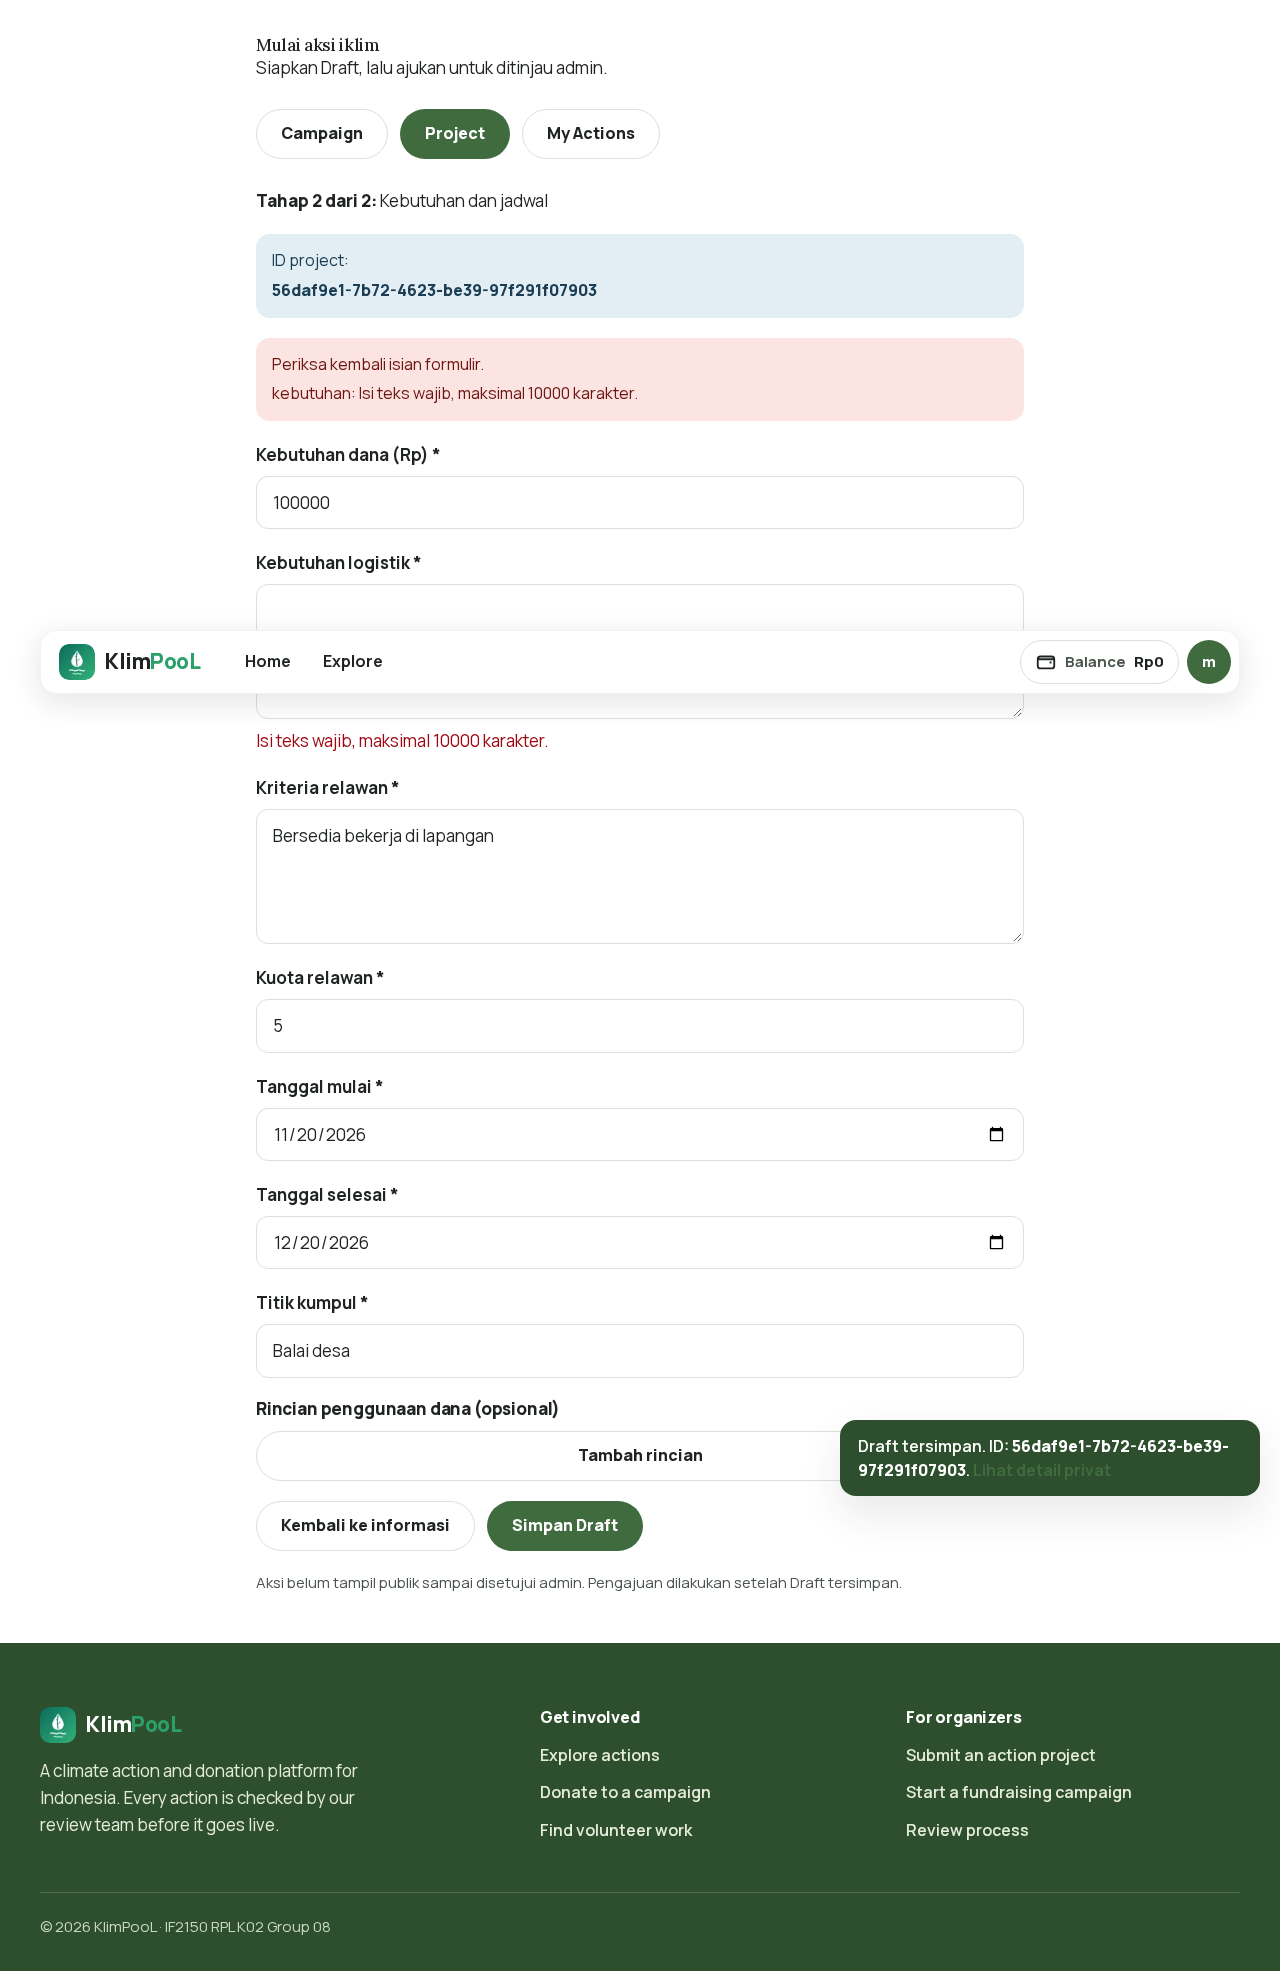 Mulai aksi iklim
Siapkan Draft, lalu ajukan untuk ditinjau admin.
Campaign
Project
My Actions
Tahap 2 dari 2: Kebutuhan dan jadwal
ID project:
56daf9e1-7b72-4623-be39-97f291f07903
Periksa kembali isian formulir.
kebutuhan: Isi teks wajib, maksimal 10000 karakter.
Kebutuhan dana (Rp) *
100000
Kebutuhan logistik *
KlimPooL
Home
Explore
Balance Rp0
m
Isi teks wajib, maksimal 10000 karakter.
Kriteria relawan *
Bersedia bekerja di lapangan
Kuota relawan *
5
Tanggal mulai *
11/20/2026
Tanggal selesai *
12/20/2026
Titik kumpul *
Balai desa
Rincian penggunaan dana (opsional)
Tambah rincian
Draft tersimpan. ID: 56daf9e1-7b72-4623-be39-
97f291f07903. Lihat detail privat
Kembali ke informasi
Simpan Draft
Aksi belum tampil publik sampai disetujui admin. Pengajuan dilakukan setelah Draft tersimpan.
KlimPooL
A climate action and donation platform for
Indonesia. Every action is checked by our
review team before it goes live.
Get involved
Explore actions
Donate to a campaign
Find volunteer work
For organizers
Submit an action project
Start a fundraising campaign
Review process
© 2026 KlimPooL · IF2150 RPL K02 Group 08